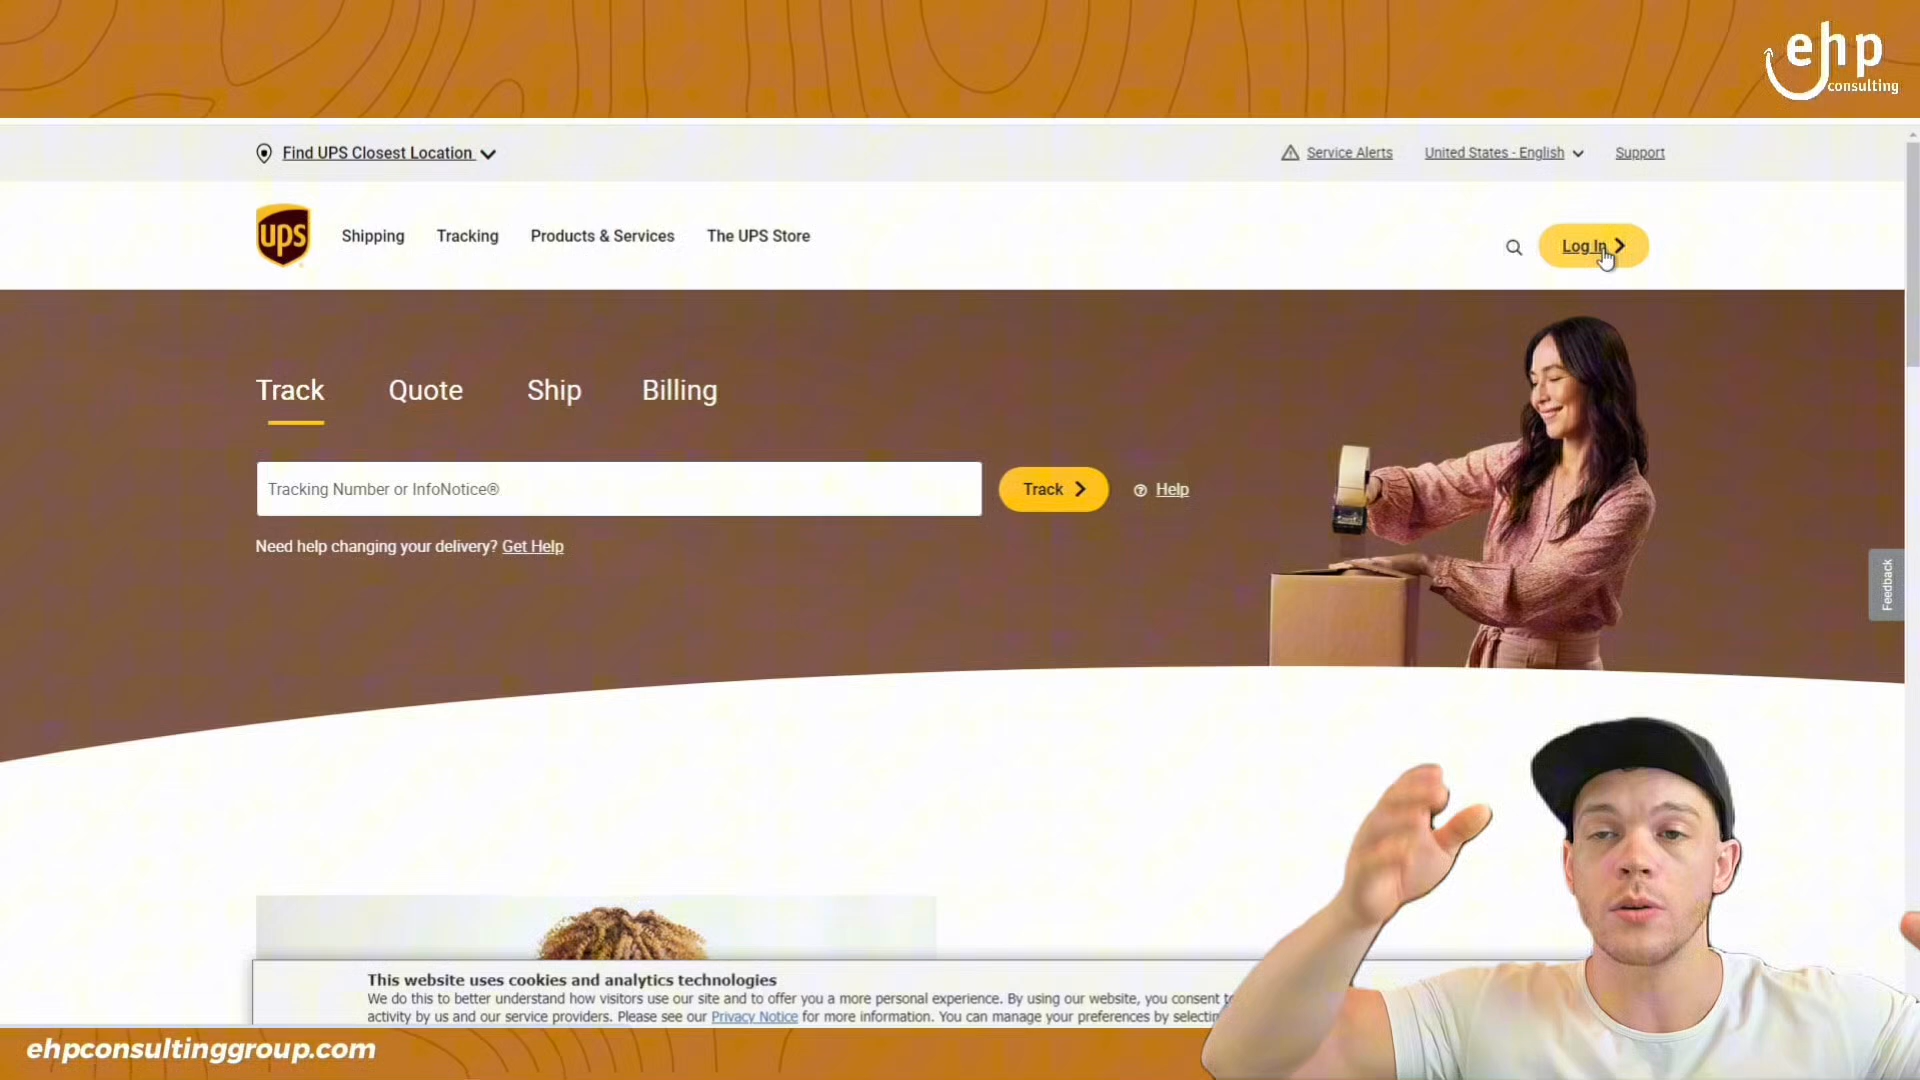 ehp
consulting
Find UPS Closest Location
Service Alerts
United States - English
Support
ups
Shipping
Tracking
Products & Services
The UPS Store
Log In
Track
Quote
Ship
Billing
Tracking Number or InfoNotice®
Track
Help
Need help changing your delivery? Get Help
Feedback
This website uses cookies and analytics technologies
We do this to better understand how visitors use our site and to offer you a more personal experience. By using our website, you consent
activity by us and our service providers. Please see our Privacy Notice for more information. You can manage your preferences by
ehpconsultinggroup.com